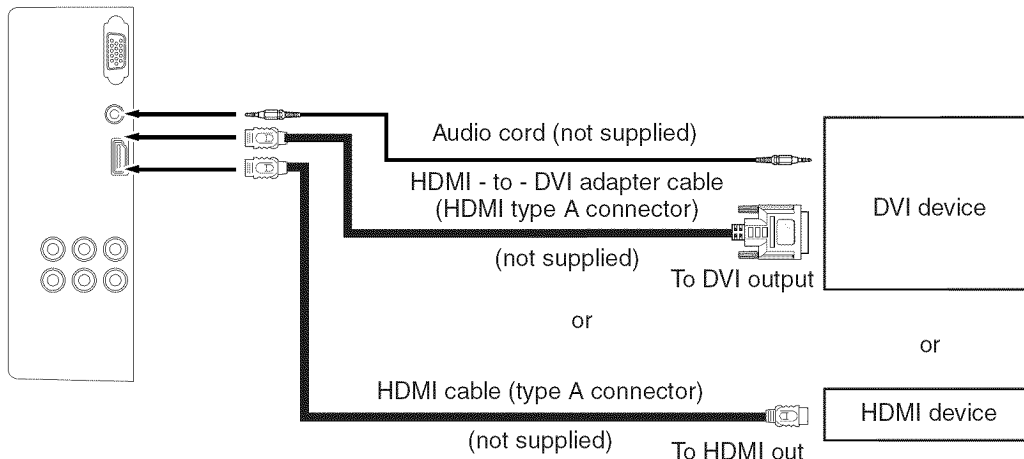 Audio cord (not supplied)
HDMI - to - DVI adapter cable
(HDMI type A connector)
(not supplied)
To DVI output
DVI device
or
or
HDMI cable (type A connector)
(not supplied)
To HDMI out
HDMI device